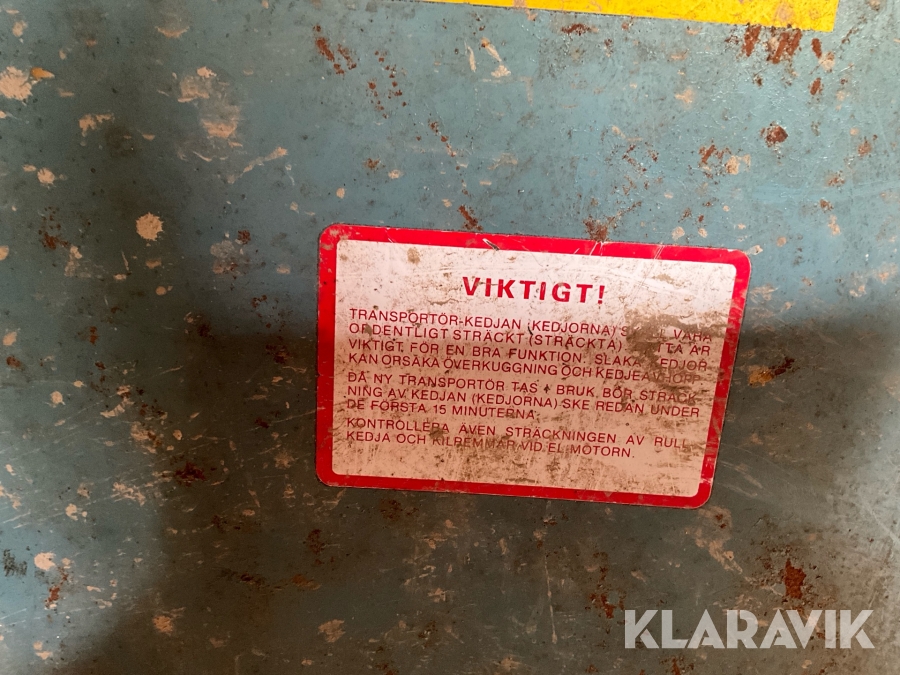 VIKTIGT!
TRANSPORTÖR-KEDJAN (KEDJORNA) VARA
ORDENTLIGT STRÄCKT (STRÄCKTA) ÄR
VIKTIGT, FÖR EN BRA FUNKTION. SLAKA KEDJOR
KAN ORSAKA ÖVERKUGGNING OCH
DÅ NY TRANSPORTÖR TAS I BRUK, BÖR STRÄCK-
NING AV KEDJAN (KEDJORNA) SKE REDAN UNDER
DE FÖRSTA 15 MINUTERNA.
KONTROLLERA ÄVEN STRÄCKNINGEN AV RULL-
KEDJA OCH KILREMMAR VID EL MOTORN.
KLARAVIK